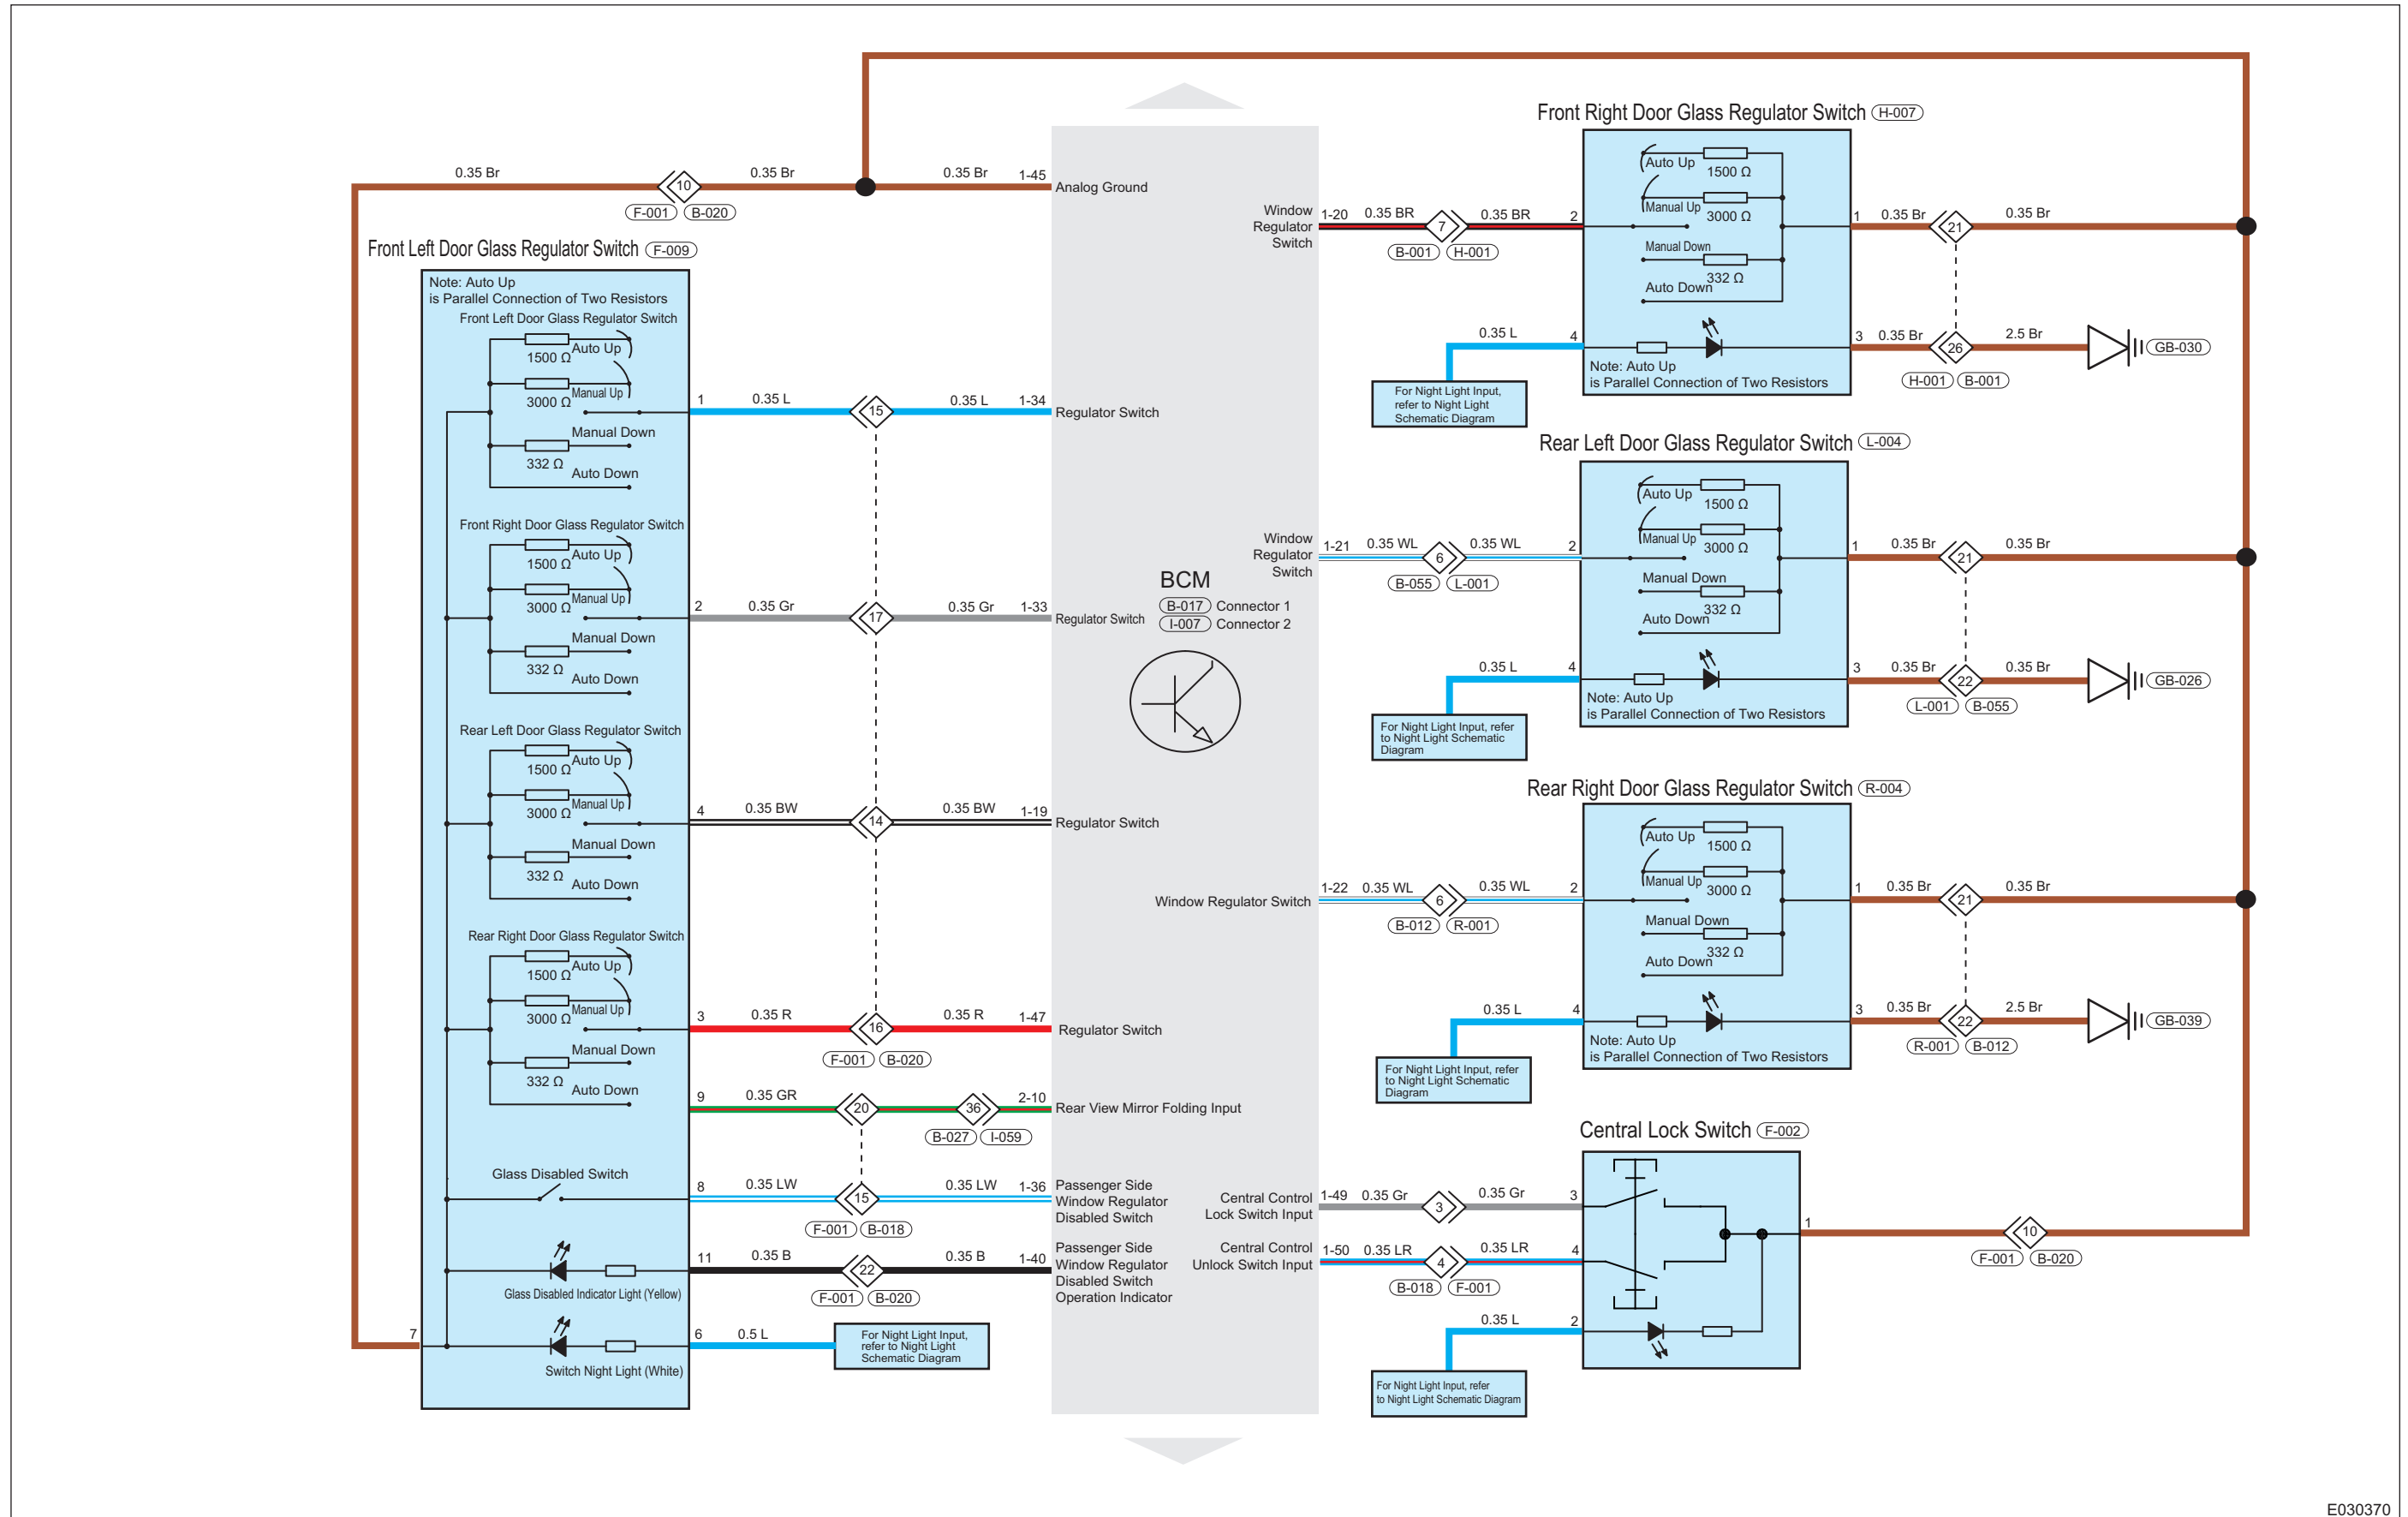 0.35 Br
10
0.35 Br
0.35 Br
1-45
Analog Ground
F-001
B-020
Front Left Door Glass Regulator Switch
F-009
Note: Auto Up
is Parallel Connection of Two Resistors
Front Left Door Glass Regulator Switch
1500 Ω
Auto Up
3000 Ω
Manual Up
Manual Down
332 Ω
Auto Down
1
0.35 L
15
0.35 L
1-34
Regulator Switch
Front Right Door Glass Regulator Switch
1500 Ω
Auto Up
3000 Ω
Manual Up
Manual Down
332 Ω
Auto Down
2
0.35 Gr
17
0.35 Gr
1-33
Regulator Switch
Rear Left Door Glass Regulator Switch
1500 Ω
Auto Up
3000 Ω
Manual Up
Manual Down
332 Ω
Auto Down
4
0.35 BW
14
0.35 BW
1-19
Regulator Switch
Rear Right Door Glass Regulator Switch
1500 Ω
Auto Up
3000 Ω
Manual Up
Manual Down
332 Ω
Auto Down
3
0.35 R
16
0.35 R
1-47
Regulator Switch
F-001
B-020
9
0.35 GR
20
36
2-10
Rear View Mirror Folding Input
B-027
I-059
Glass Disabled Switch
8
0.35 LW
15
0.35 LW
1-36
Passenger Side
Window Regulator
Disabled Switch
F-001
B-018
11
0.35 B
22
0.35 B
1-40
Passenger Side
Window Regulator
Disabled Switch
Operation Indicator
F-001
B-020
Glass Disabled Indicator Light (Yellow)
7
6
0.5 L
For Night Light Input,
refer to Night Light
Schematic Diagram
Switch Night Light (White)
BCM
B-017
Connector 1
I-007
Connector 2
Front Right Door Glass Regulator Switch
H-007
Window
Regulator
Switch
1-20
0.35 BR
7
0.35 BR
2
B-001
H-001
Auto Up
1500 Ω
Manual Up
3000 Ω
Manual Down
332 Ω
Auto Down
1
0.35 Br
21
0.35 Br
0.35 L
4
3
0.35 Br
26
2.5 Br
GB-030
H-001
B-001
Note: Auto Up
is Parallel Connection of Two Resistors
For Night Light Input,
refer to Night Light
Schematic Diagram
Rear Left Door Glass Regulator Switch
L-004
Window
Regulator
Switch
1-21
0.35 WL
6
0.35 WL
2
B-055
L-001
Auto Up
1500 Ω
Manual Up
3000 Ω
Manual Down
332 Ω
Auto Down
1
0.35 Br
21
0.35 Br
0.35 L
4
3
0.35 Br
22
0.35 Br
GB-026
L-001
B-055
Note: Auto Up
is Parallel Connection of Two Resistors
For Night Light Input, refer
to Night Light Schematic
Diagram
Rear Right Door Glass Regulator Switch
R-004
Window Regulator Switch
1-22
0.35 WL
6
0.35 WL
2
B-012
R-001
Auto Up
1500 Ω
Manual Up
3000 Ω
Manual Down
332 Ω
Auto Down
1
0.35 Br
21
0.35 Br
0.35 L
4
3
0.35 Br
22
2.5 Br
GB-039
R-001
B-012
Note: Auto Up
is Parallel Connection of Two Resistors
For Night Light Input, refer
to Night Light Schematic
Diagram
Central Lock Switch
F-002
Central Control
Lock Switch Input
1-49
0.35 Gr
3
0.35 Gr
3
1
10
F-001
B-020
Central Control
Unlock Switch Input
1-50
0.35 LR
4
0.35 LR
4
B-018
F-001
0.35 L
2
For Night Light Input, refer
to Night Light Schematic Diagram
E030370